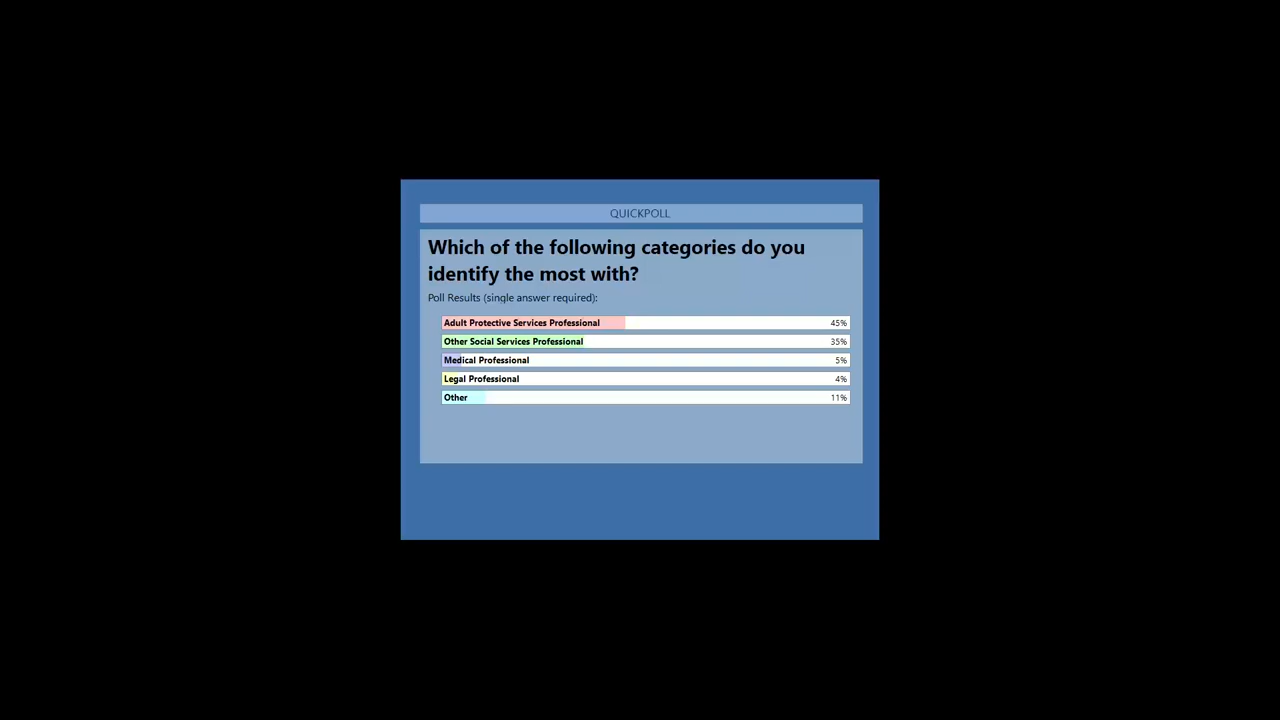 QUICKPOLL
Which of the following categories do you
identify the most with?
Poll Results (single answer required):
Adult Protective Services Professional 45%
Other Social Services Professional 35%
Medical Professional 5%
Legal Professional 4%
Other 11%